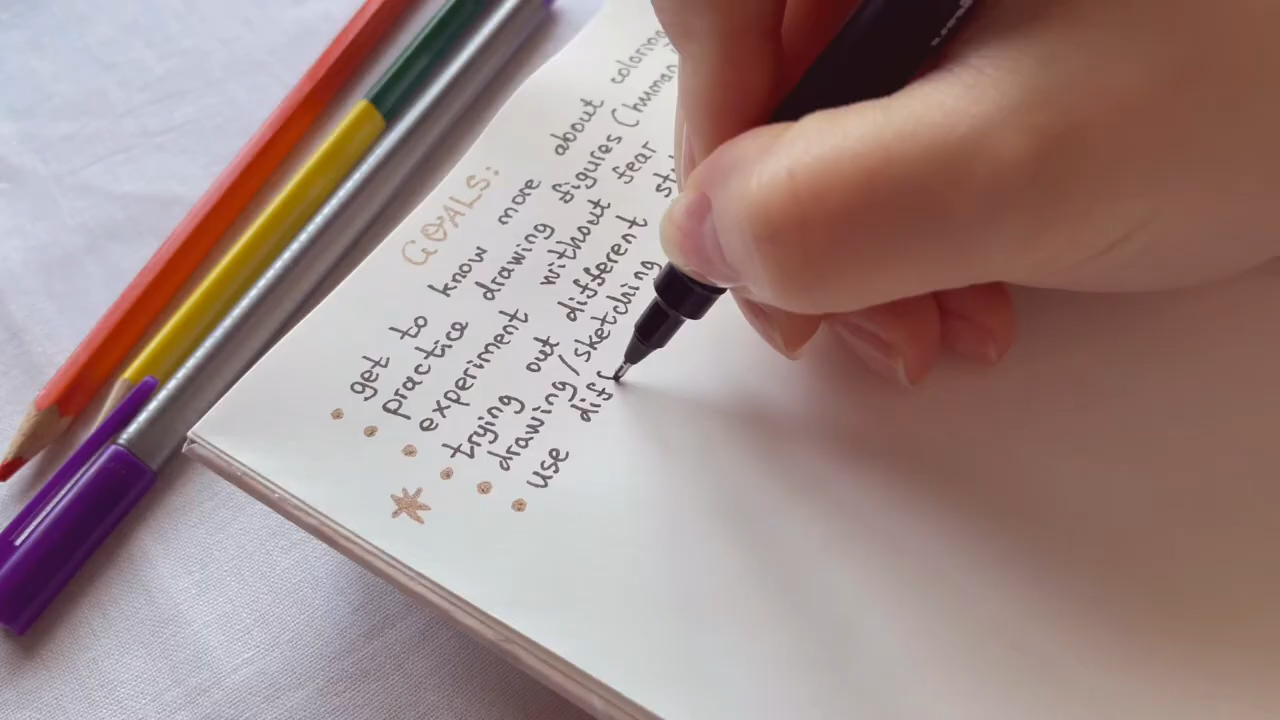 GOALS:
get to know more about coloring
practice drawing figures (human
experiment without fear
trying out different
drawing/sketching
use diff